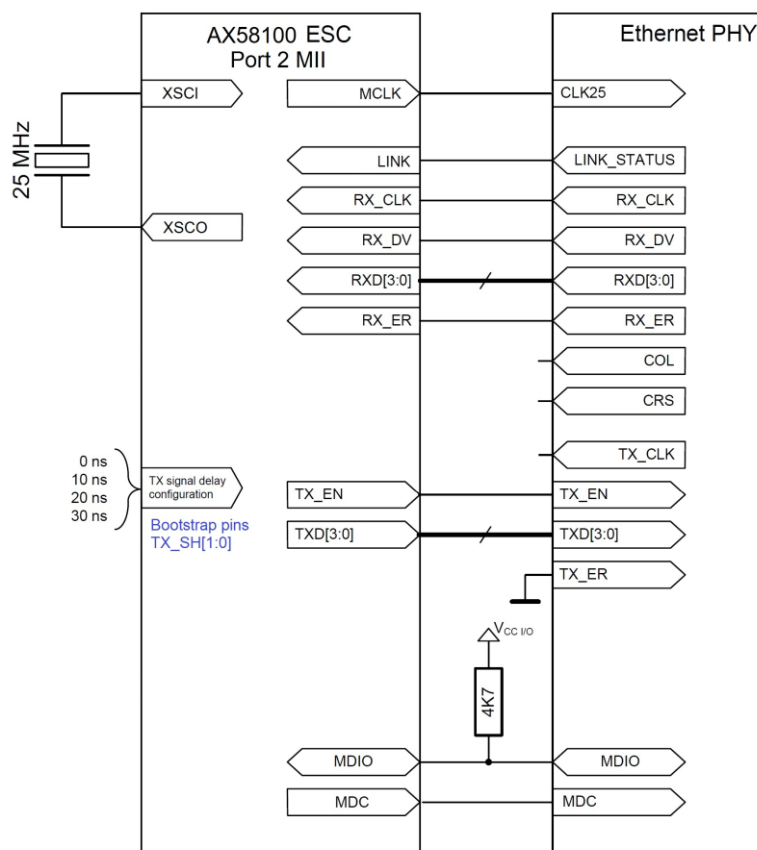 AX58100 ESC
Port 2 MII
Ethernet PHY
XSCI
MCLK
CLK25
25 MHz
LINK
LINK_STATUS
RX_CLK
RX_CLK
XSCO
RX_DV
RX_DV
RXD[3:0]
RXD[3:0]
RX_ER
RX_ER
COL
CRS
TX_CLK
0 ns
10 ns
20 ns
30 ns
TX signal delay
configuration
Bootstrap pins
TX_SH[1:0]
TX_EN
TX_EN
TXD[3:0]
TXD[3:0]
TX_ER
VCC I/O
4K7
MDIO
MDIO
MDC
MDC